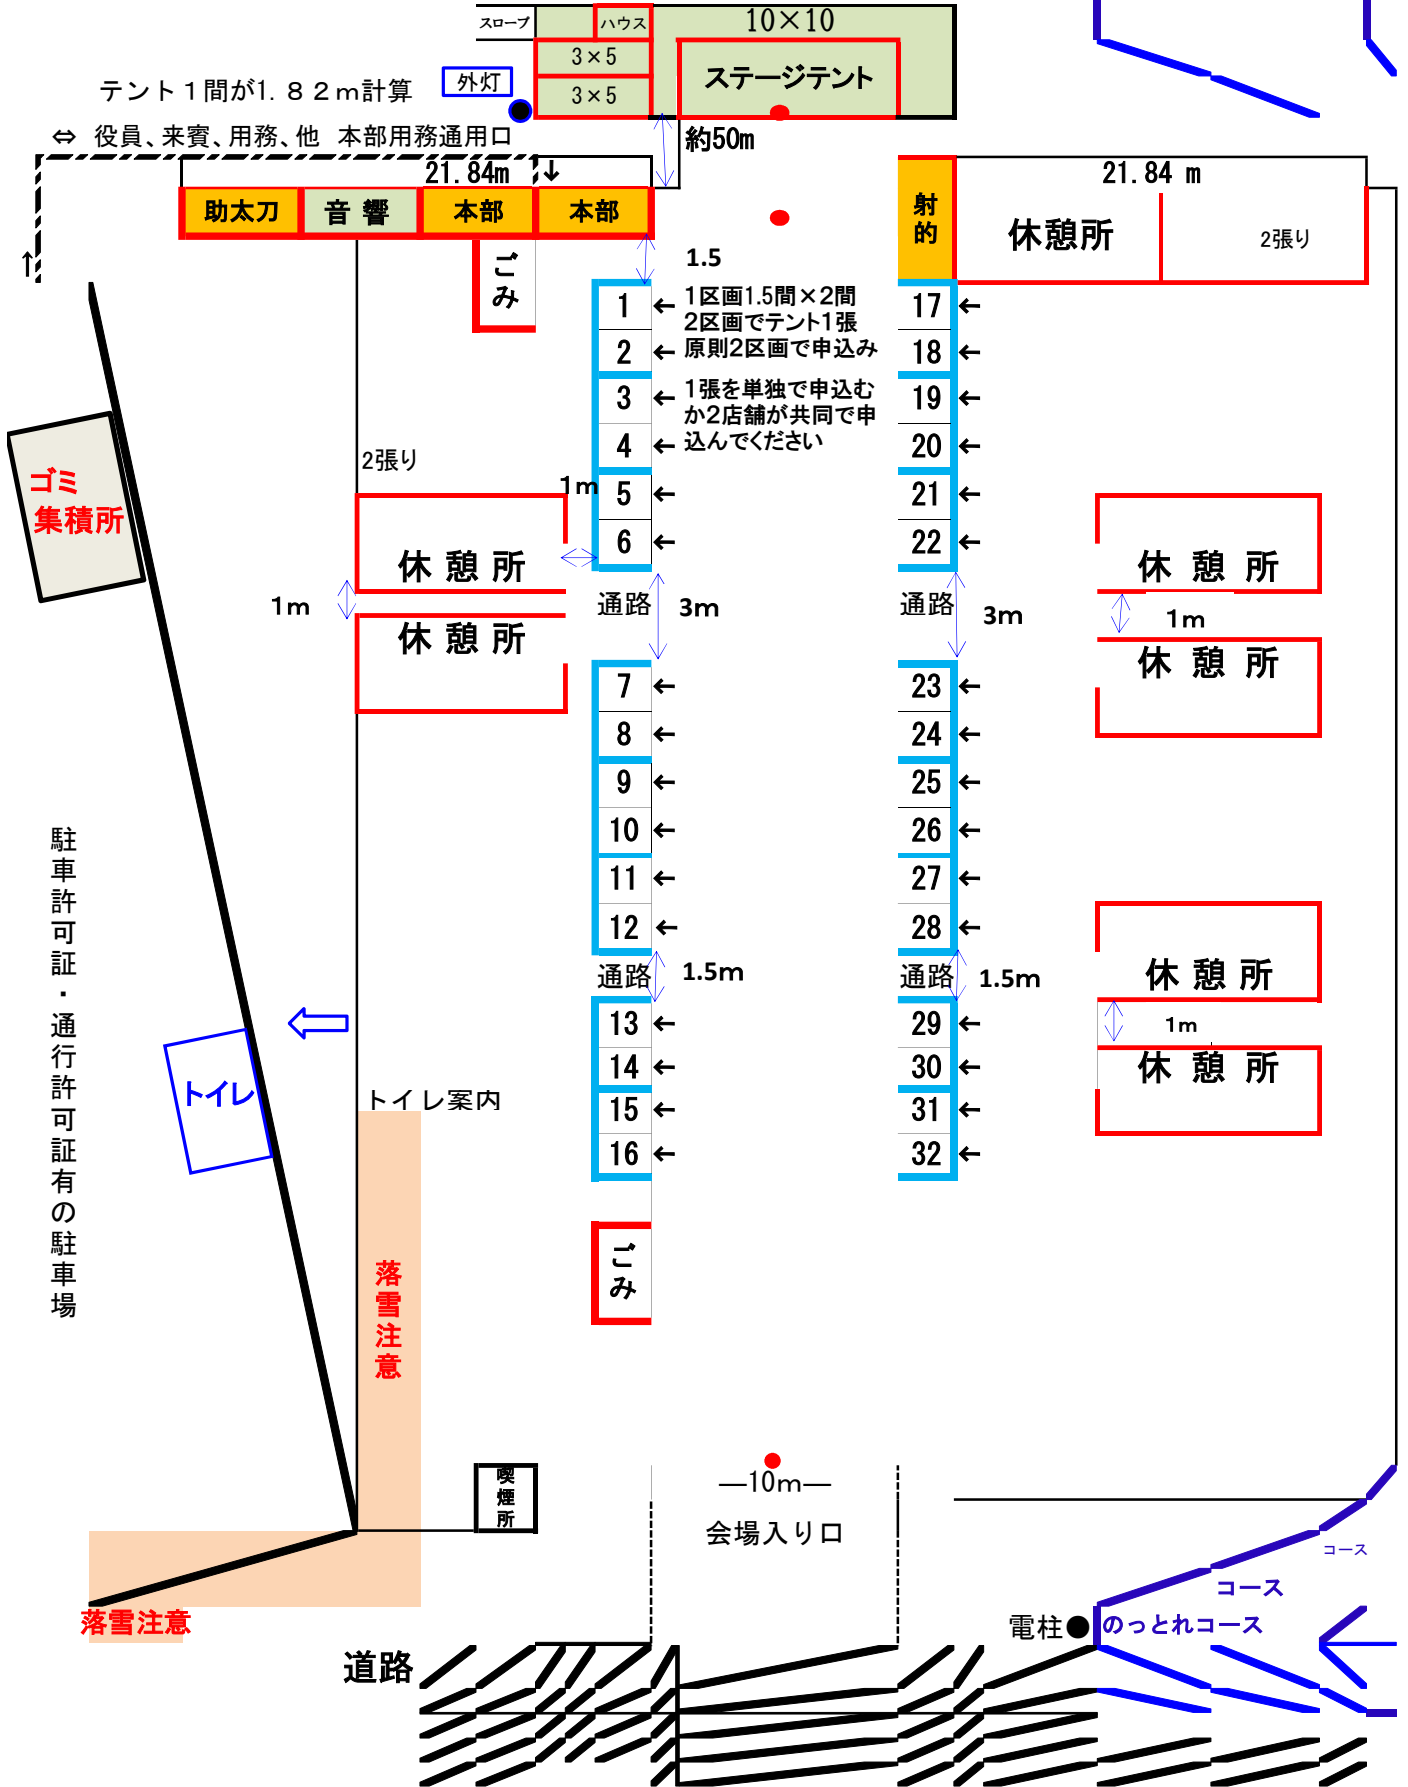 スロープ
ハウス
10×10
3×5
3×5
ステージテント
外灯
テント１間が1.８２ｍ計算
⇔ 役員、来賓、用務、他 本部用務通用口
約50m
21.84m ↓
21.84 m
助太刀
音 響
本部
本部
射的
休憩所
2張り
↑
ごみ
1.5
1区画1.5間×2間
2区画でテント1張
原則2区画で申込み
1張を単独で申込む
か2店舗が共同で申
込んでください
1 ←
2 ←
3 ←
4 ←
5 ←
6 ←
17 ←
18 ←
19 ←
20 ←
21 ←
22 ←
ゴミ
集積所
2張り
1m
休 憩 所
1m
休 憩 所
通路
3m
通路
3m
休 憩 所
1m
休 憩 所
7 ←
8 ←
9 ←
10 ←
11 ←
12 ←
23 ←
24 ←
25 ←
26 ←
27 ←
28 ←
駐車許可証・通行許可証有の駐車場
通路
1.5m
通路
1.5m
休 憩 所
1m
休 憩 所
13 ←
14 ←
15 ←
16 ←
29 ←
30 ←
31 ←
32 ←
トイレ
トイレ案内
落雪注意
ごみ
喫煙所
―10m―
会場入り口
コース
コース
落雪注意
電柱●
のっとれコース
道路